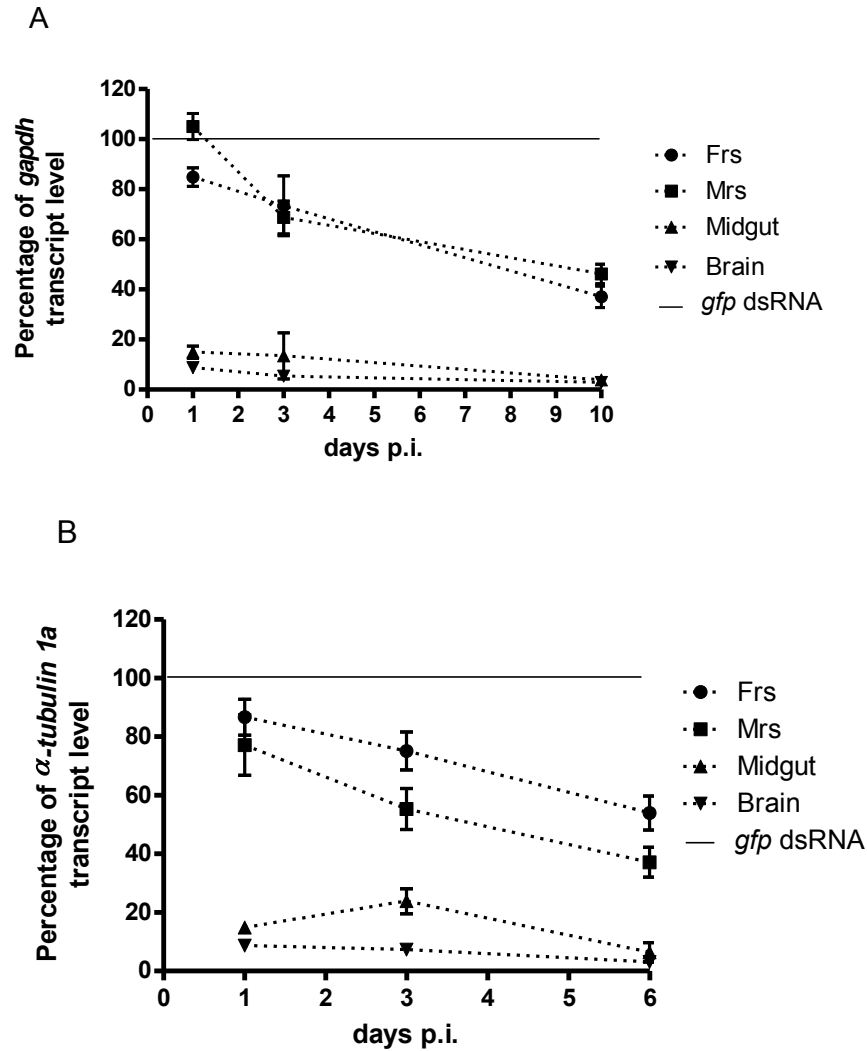 A
Percentage of gapdh
transcript level
120
100
80
60
40
20
0
0 1 2 3 4 5 6 7 8 9 10
days p.i.
Frs
Mrs
Midgut
Brain
gfp dsRNA
B
Percentage of α-tubulin 1a
transcript level
120
100
80
60
40
20
0
0 1 2 3 4 5 6
days p.i.
Frs
Mrs
Midgut
Brain
gfp dsRNA